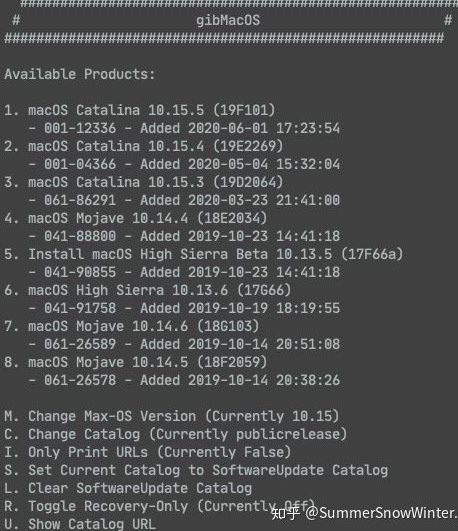 #######################################################
# gibMacOS #
#######################################################
Available Products:
1. macOS Catalina 10.15.5 (19F101)
- 001-12336 - Added 2020-06-01 17:23:54
2. macOS Catalina 10.15.4 (19E2269)
- 001-04366 - Added 2020-05-04 15:32:04
3. macOS Catalina 10.15.3 (19D2064)
- 061-86291 - Added 2020-03-23 21:41:00
4. macOS Mojave 10.14.4 (18E2034)
- 041-88800 - Added 2019-10-23 14:41:18
5. Install macOS High Sierra Beta 10.13.5 (17F66a)
- 041-90855 - Added 2019-10-23 14:41:18
6. macOS High Sierra 10.13.6 (17G66)
- 041-91758 - Added 2019-10-19 18:19:55
7. macOS Mojave 10.14.6 (18G103)
- 061-26589 - Added 2019-10-14 20:51:08
8. macOS Mojave 10.14.5 (18F2059)
- 061-26578 - Added 2019-10-14 20:38:26
M. Change Max-OS Version (Currently 10.15)
C. Change Catalog (Currently publicrelease)
I. Only Print URLs (Currently False)
S. Set Current Catalog to SoftwareUpdate Catalog
L. Clear SoftwareUpdate Catalog
R. Toggle Recovery-Only (Currently Off)
U. Show Catalog URL
知乎 @SummerSnowWinter.